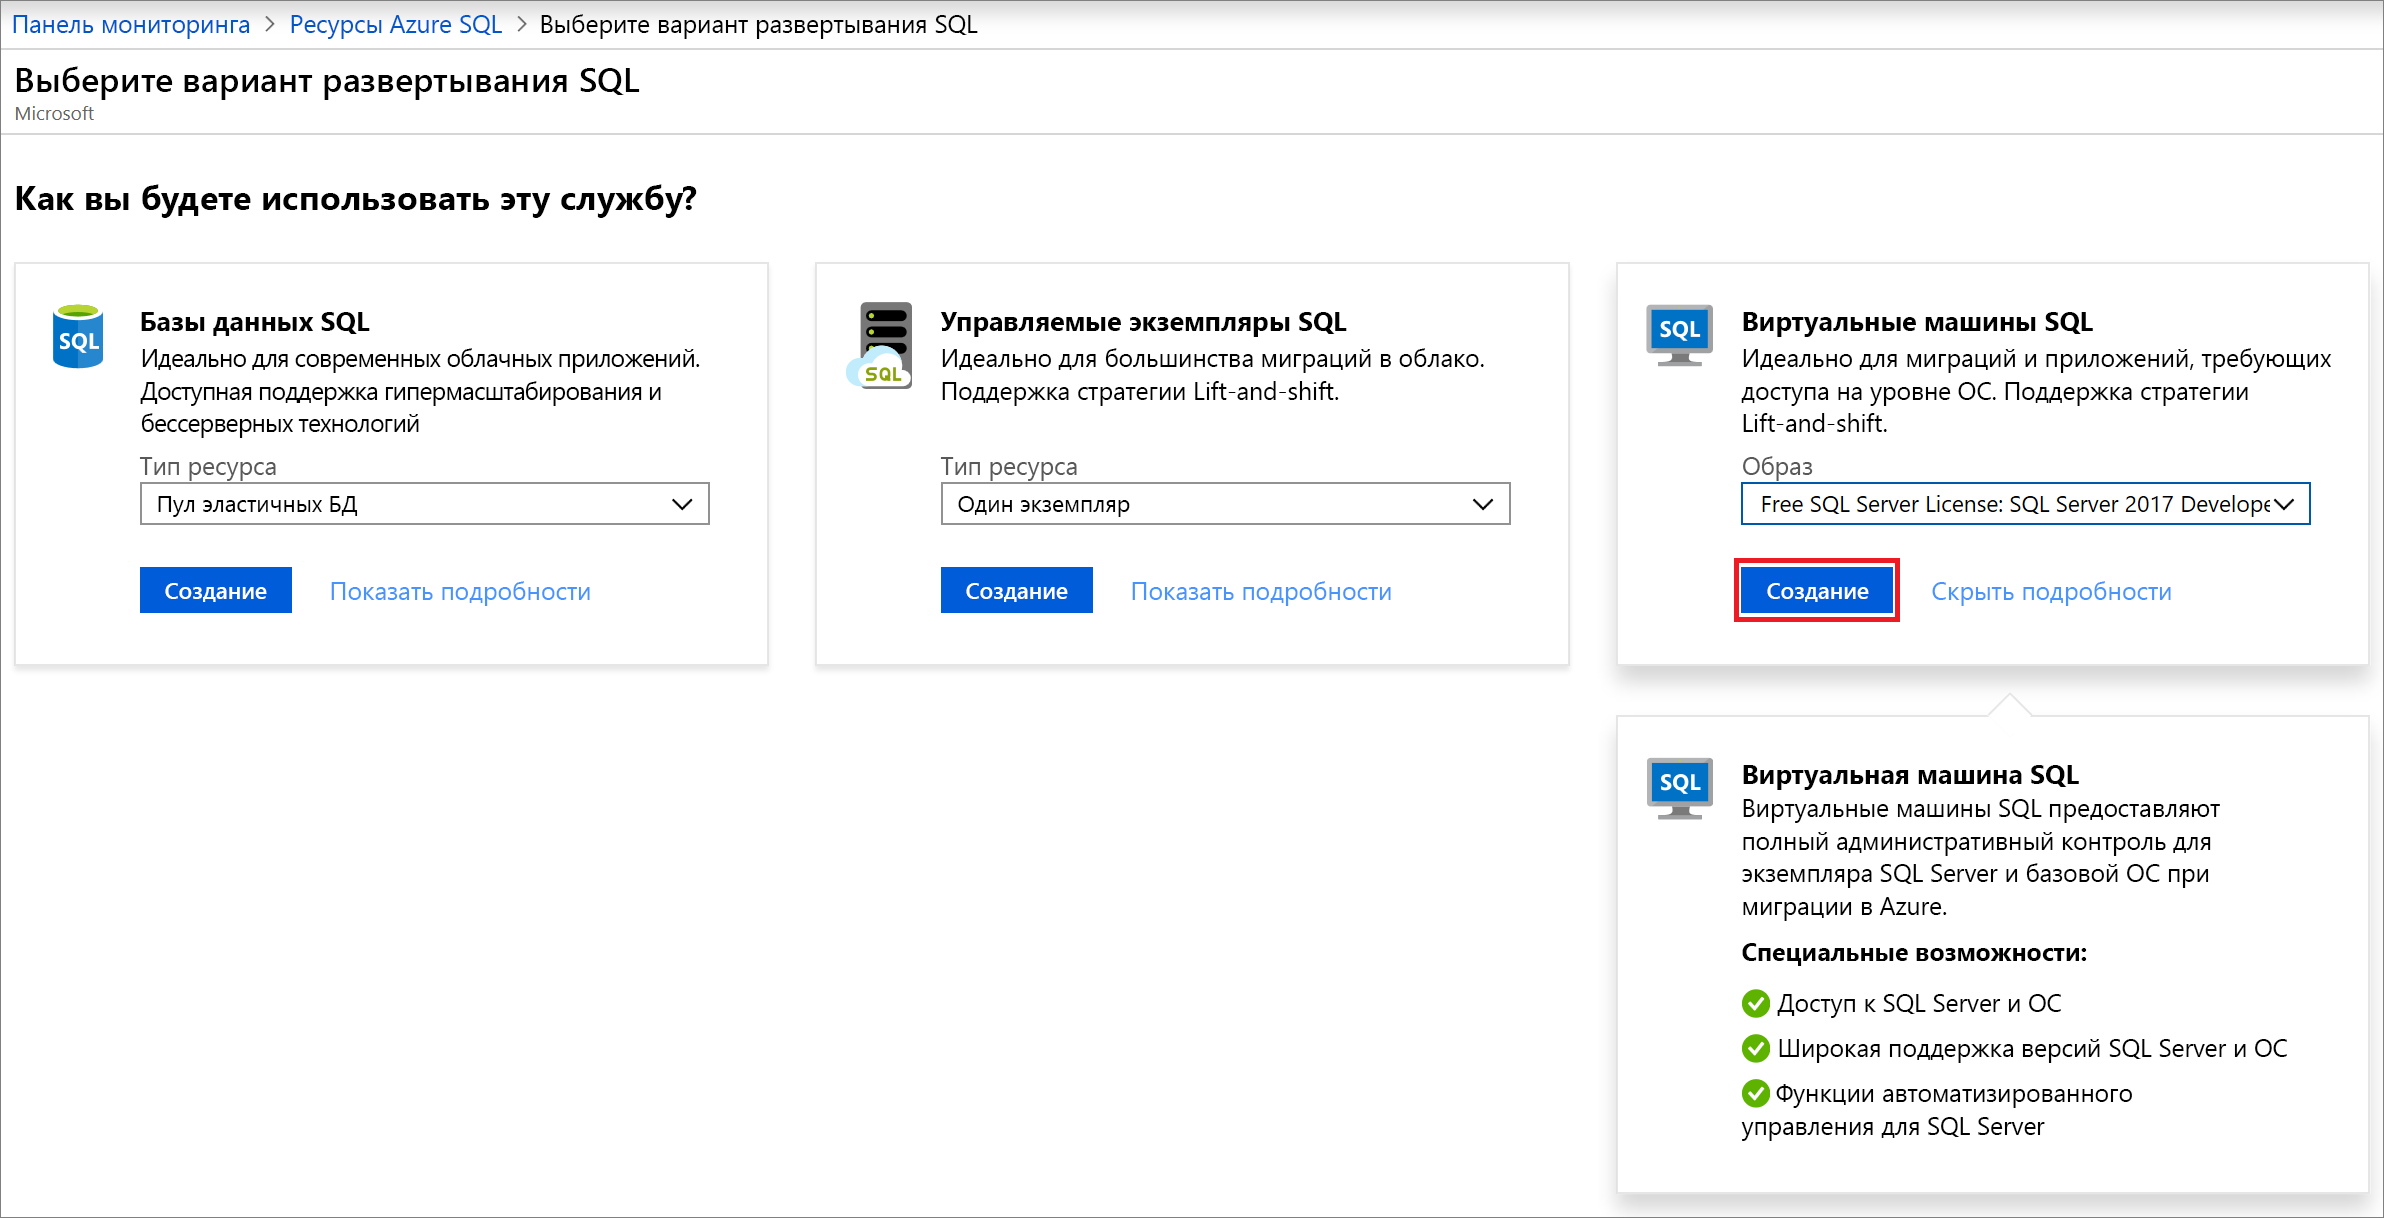 Панель мониторинга > Ресурсы Azure SQL > Выберите вариант развертывания SQL
Выберите вариант развертывания SQL
Microsoft
Как вы будете использовать эту службу?
SQL
Базы данных SQL
Идеально для современных облачных приложений.
Доступная поддержка гипермасштабирования и
бессерверных технологий
Тип ресурса
Пул эластичных БД
Создание
Показать подробности
SQL
Управляемые экземпляры SQL
Идеально для большинства миграций в облако.
Поддержка стратегии Lift-and-shift.
Тип ресурса
Один экземпляр
Создание
Показать подробности
SQL
Виртуальные машины SQL
Идеально для миграций и приложений, требующих
доступа на уровне ОС. Поддержка стратегии
Lift-and-shift.
Образ
Free SQL Server License: SQL Server 2017 Develope
Создание
Скрыть подробности
SQL
Виртуальная машина SQL
Виртуальные машины SQL предоставляют
полный административный контроль для
экземпляра SQL Server и базовой ОС при
миграции в Azure.
Специальные возможности:
Доступ к SQL Server и ОС
Широкая поддержка версий SQL Server и ОС
Функции автоматизированного
управления для SQL Server